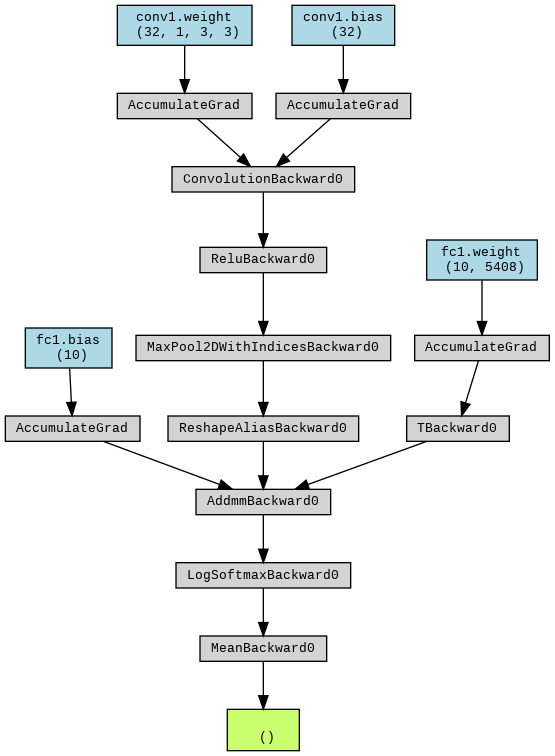 conv1.weight
(32, 1, 3, 3)
conv1.bias
(32)
AccumulateGrad
AccumulateGrad
ConvolutionBackward0
ReluBackward0
fc1.weight
(10, 5408)
fc1.bias
(10)
MaxPool2DWithIndicesBackward0
AccumulateGrad
AccumulateGrad
ReshapeAliasBackward0
TBackward0
AddmmBackward0
LogSoftmaxBackward0
MeanBackward0
()